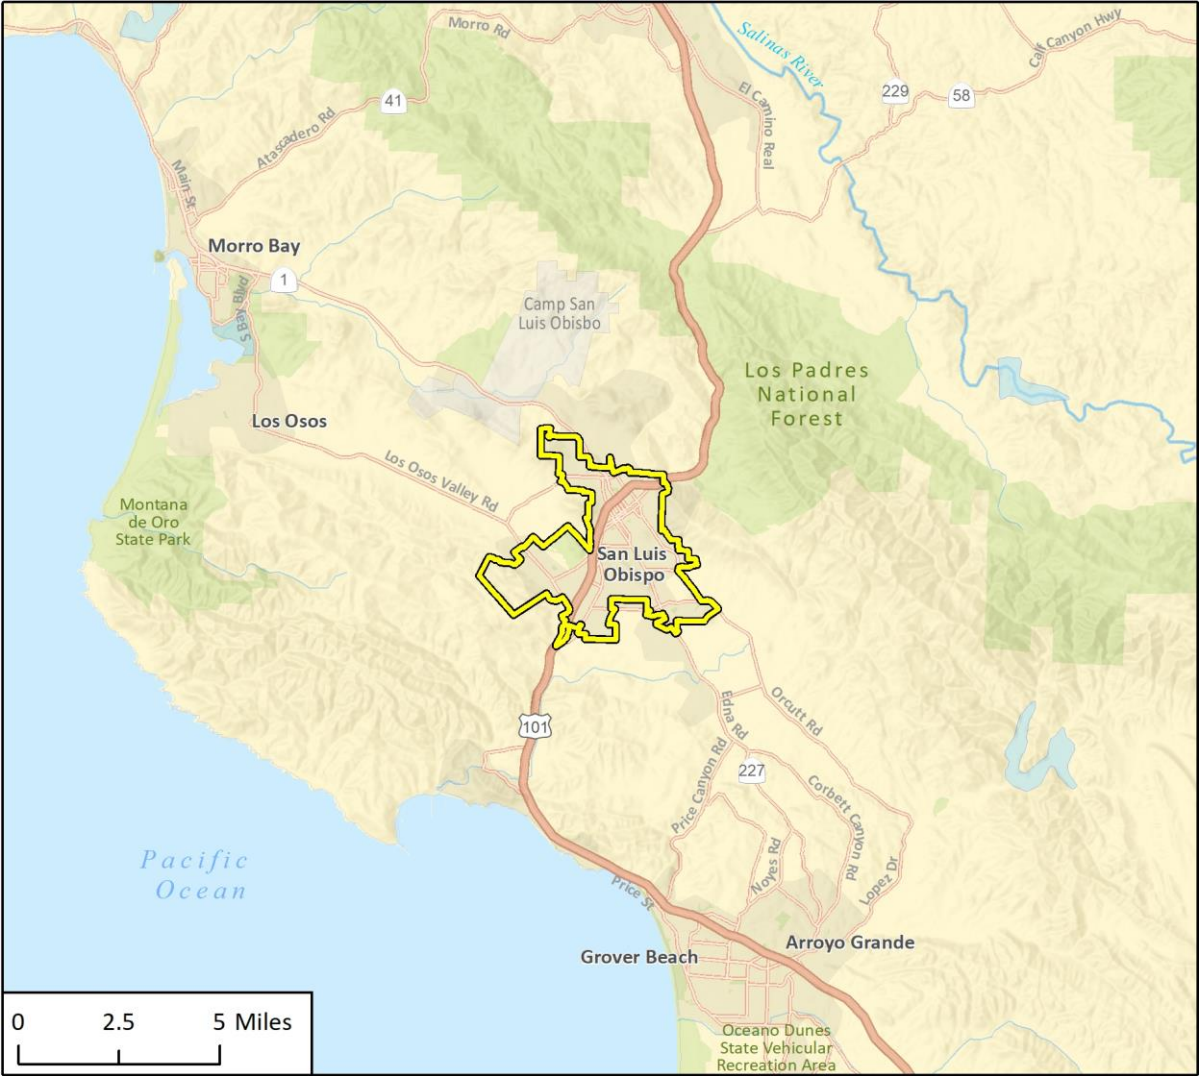 Morro Rd
Salinas River
Calf Canyon Hwy
41
229
58
El Camino Real
Atascadero Rd
Main St
Morro Bay
1
S Bay Blvd
Camp San
Luis Obisbo
Los Padres
National
Forest
Los Osos
Los Osos Valley Rd
Montana
de Oro
State Park
San Luis
Obispo
101
Edna Rd
Orcutt Rd
227
Price Canyon Rd
Corbett Canyon Rd
Noyes Rd
Lopez Dr
Pacific
Ocean
Price St
Arroyo Grande
Grover Beach
0 2.5 5 Miles
Oceano Dunes
State Vehicular
Recreation Area